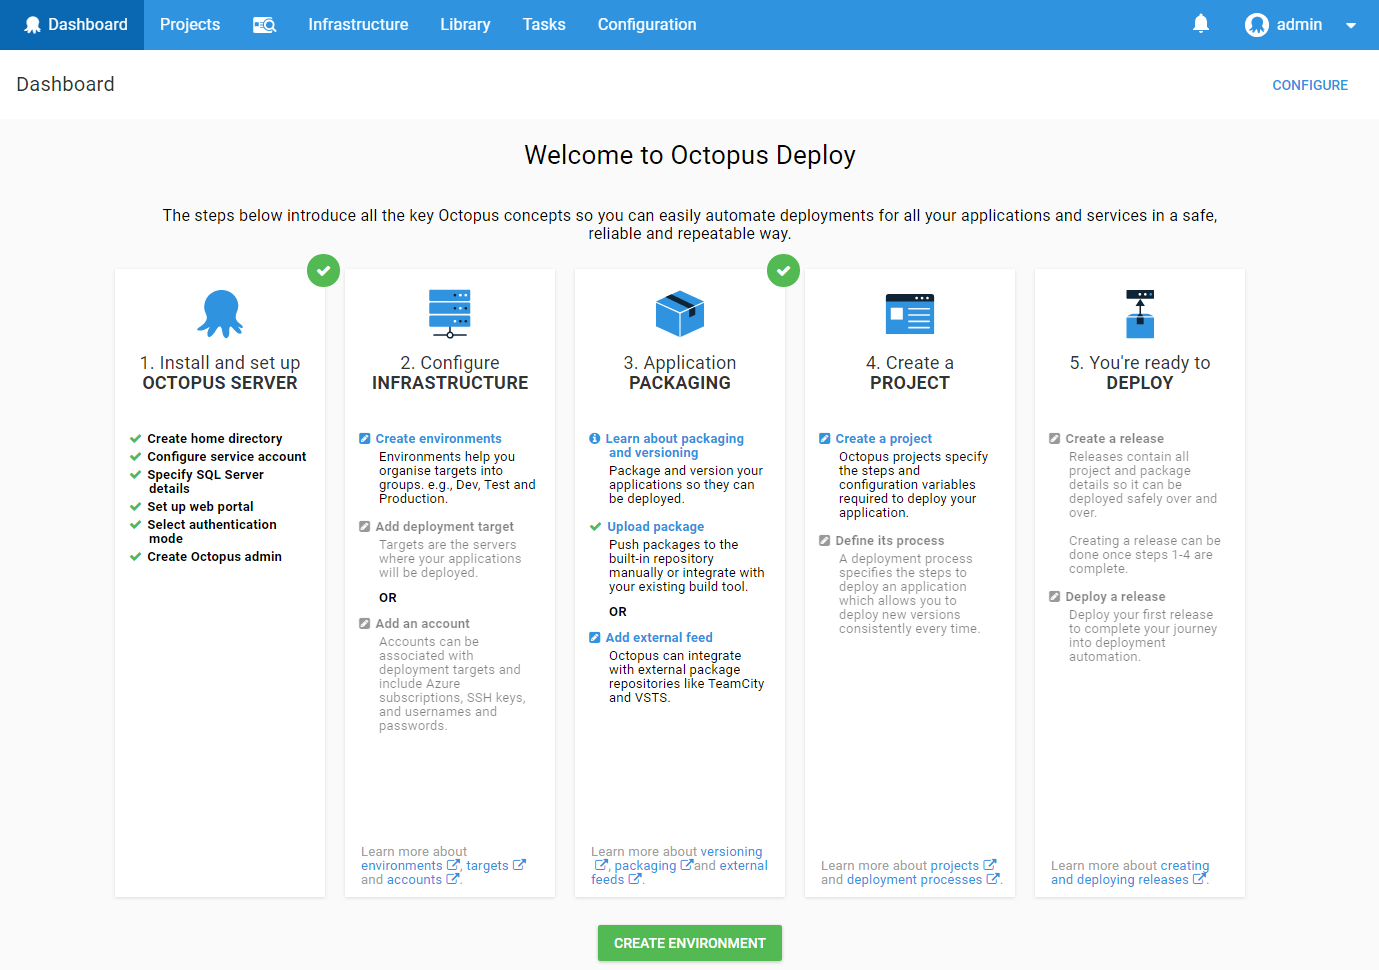 Dashboard
Projects
Infrastructure
Library
Tasks
Configuration
admin
Dashboard
CONFIGURE
Welcome to Octopus Deploy
The steps below introduce all the key Octopus concepts so you can easily automate deployments for all your applications and services in a safe,
reliable and repeatable way.
1. Install and set up
OCTOPUS SERVER
Create home directory
Configure service account
Specify SQL Server
details
Set up web portal
Select authentication
mode
Create Octopus admin
2. Configure
INFRASTRUCTURE
Create environments
Environments help you
organise targets into
groups. e.g., Dev, Test and
Production.
Add deployment target
Targets are the servers
where your applications
will be deployed.
OR
Add an account
Accounts can be
associated with
deployment targets and
include Azure
subscriptions, SSH keys,
and usernames and
passwords.
Learn more about
environments , targets
and accounts .
3. Application
PACKAGING
Learn about packaging
and versioning
Package and version your
applications so they can
be deployed.
Upload package
Push packages to the
built-in repository
manually or integrate with
your existing build tool.
OR
Add external feed
Octopus can integrate
with external package
repositories like TeamCity
and VSTS.
Learn more about versioning
, packaging and external
feeds .
4. Create a
PROJECT
Create a project
Octopus projects specify
the steps and
configuration variables
required to deploy your
application.
Define its process
A deployment process
specifies the steps to
deploy an application
which allows you to
deploy new versions
consistently every time.
Learn more about projects
and deployment processes .
5. You're ready to
DEPLOY
Create a release
Releases contain all
project and package
details so it can be
deployed safely over and
over.
Creating a release can be
done once steps 1-4 are
complete.
Deploy a release
Deploy your first release
to complete your journey
into deployment
automation.
Learn more about creating
and deploying releases .
CREATE ENVIRONMENT